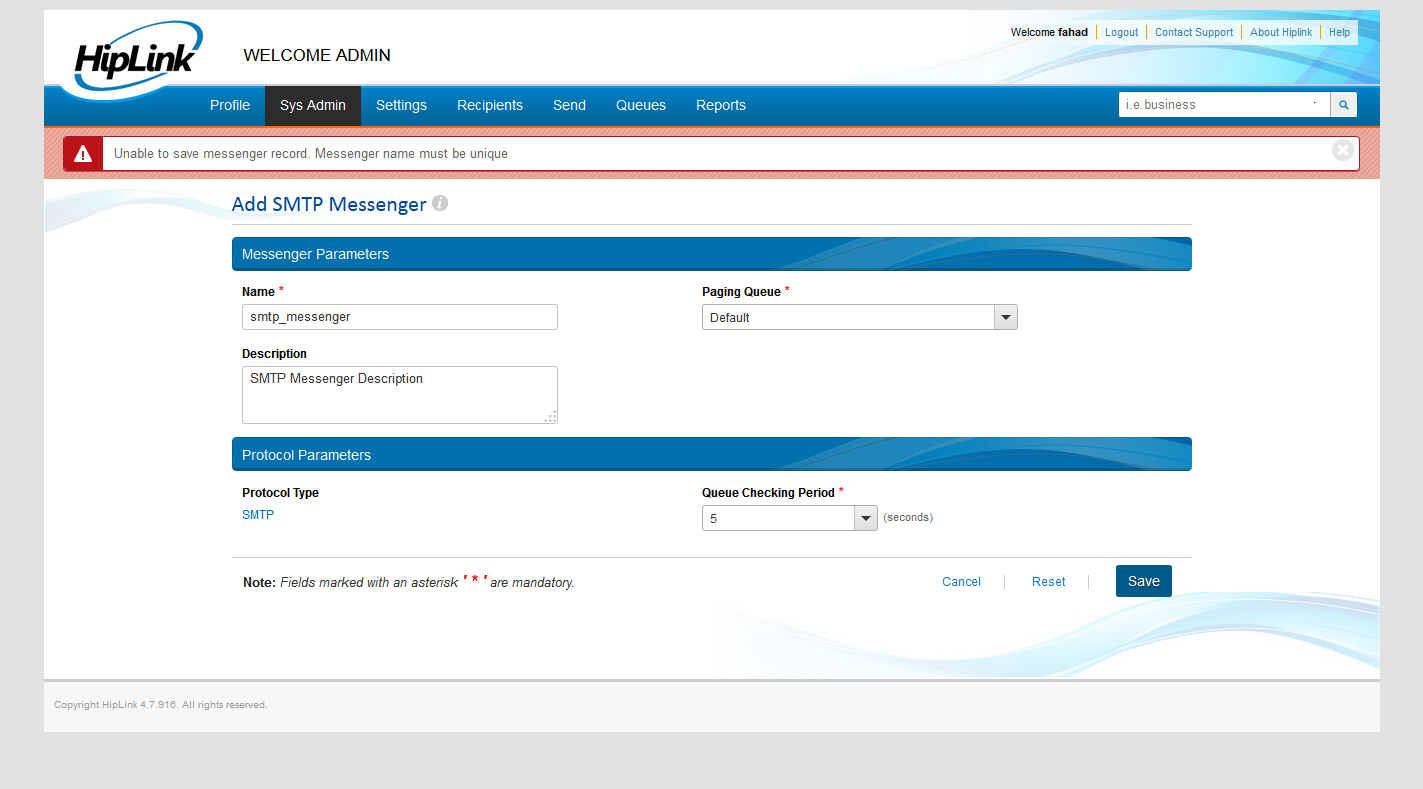 HipLink
WELCOME ADMIN
Welcome fahad Logout Contact Support About Hiplink Help
Profile Sys Admin Settings Recipients Send Queues Reports i.e.business
Unable to save messenger record. Messenger name must be unique
Add SMTP Messenger i
Messenger Parameters
Name * Paging Queue *
smtp_messenger Default
Description
SMTP Messenger Description
Protocol Parameters
Protocol Type Queue Checking Period *
SMTP 5 (seconds)
Note: Fields marked with an asterisk ' * ' are mandatory. Cancel Reset Save
Copyright HipLink 4.7.916. All rights reserved.